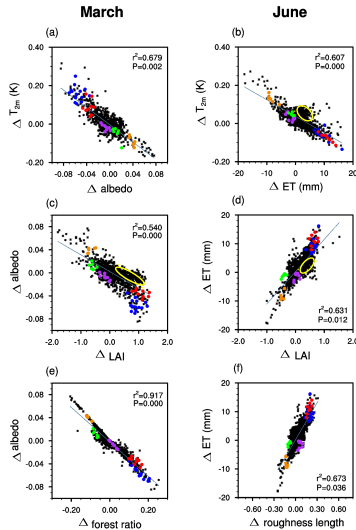 March
June
(a)
r²=0.679
P=0.002
Δ T2m (K)
0.40
0.20
0.00
-0.20
-0.08
-0.04
0.00
0.04
0.08
Δ albedo
(b)
r²=0.607
P=0.000
Δ T2m (K)
0.40
0.20
0.00
-0.20
-20
-10
0
10
20
Δ ET (mm)
(c)
r²=0.540
P=0.000
Δ albedo
0.08
0.04
0.00
-0.04
-0.08
-2.0
-1.0
0.0
1.0
2.0
Δ LAI
(d)
r²=0.631
P=0.012
Δ ET (mm)
20
10
0
-10
-20
-2.0
-1.0
0.0
1.0
2.0
Δ LAI
(e)
r²=0.917
P=0.000
Δ albedo
0.08
0.04
0.00
-0.04
-0.08
-0.20
0.00
0.20
Δ forest ratio
(f)
r²=0.673
P=0.036
Δ ET (mm)
20
10
0
-10
-20
-0.60
-0.30
0.00
0.30
0.60
Δ roughness length